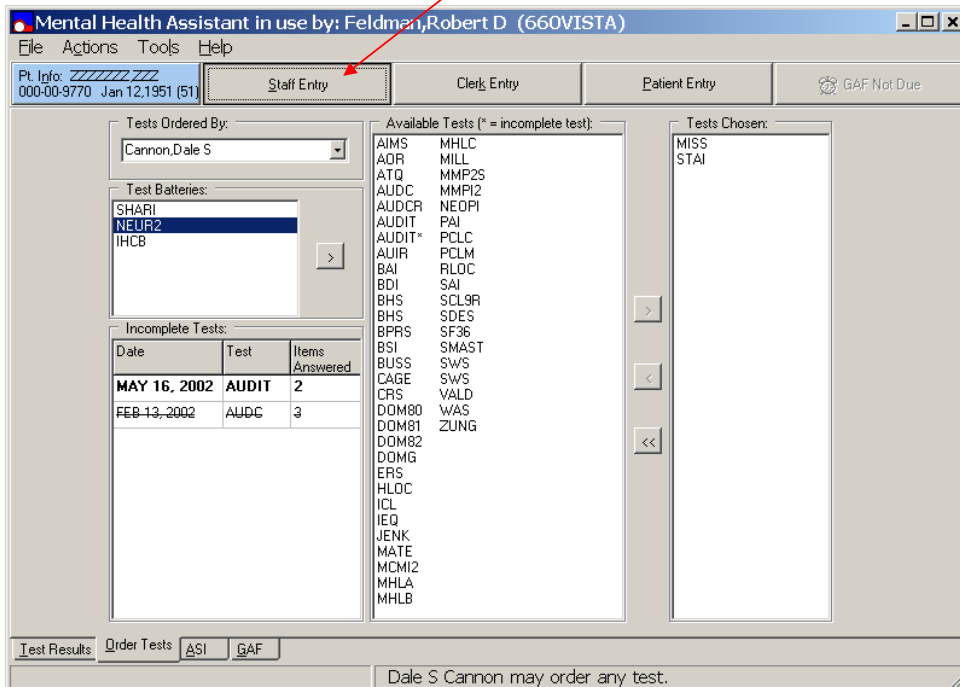 Mental Health Assistant in use by: Feldman,Robert D (660VISTA)
File Actions Tools Help
Pt. Info: ZZZZZZZ,ZZZ
000-00-9770 Jan 12,1951 (51)
Staff Entry
Clerk Entry
Patient Entry
GAF Not Due
Tests Ordered By:
Cannon,Dale S
Test Batteries:
SHARI
NEUR2
IHCB
>
Incomplete Tests:
Date Test Items Answered
MAY 16, 2002 AUDIT 2
FEB 13, 2002 AUDC 3
Available Tests (* = incomplete test):
AIMS
AOR
ATQ
AUDC
AUDCR
AUDIT
AUDIT*
AUIR
BAI
BDI
BHS
BHS
BPRS
BSI
BUSS
CAGE
CRS
DOM80
DOM81
DOM82
DOMG
ERS
HLOC
ICL
IEQ
JENK
MATE
MCMI2
MHLA
MHLB
MHLC
MILL
MMP2S
MMPI2
NEOPI
PAI
PCLC
PCLM
RLOC
SAI
SCL9R
SDES
SF36
SMAST
SWS
SWS
VALD
WAS
ZUNG
>
<
<<
Tests Chosen:
MISS
STAI
Test Results Order Tests ASI GAF
Dale S Cannon may order any test.